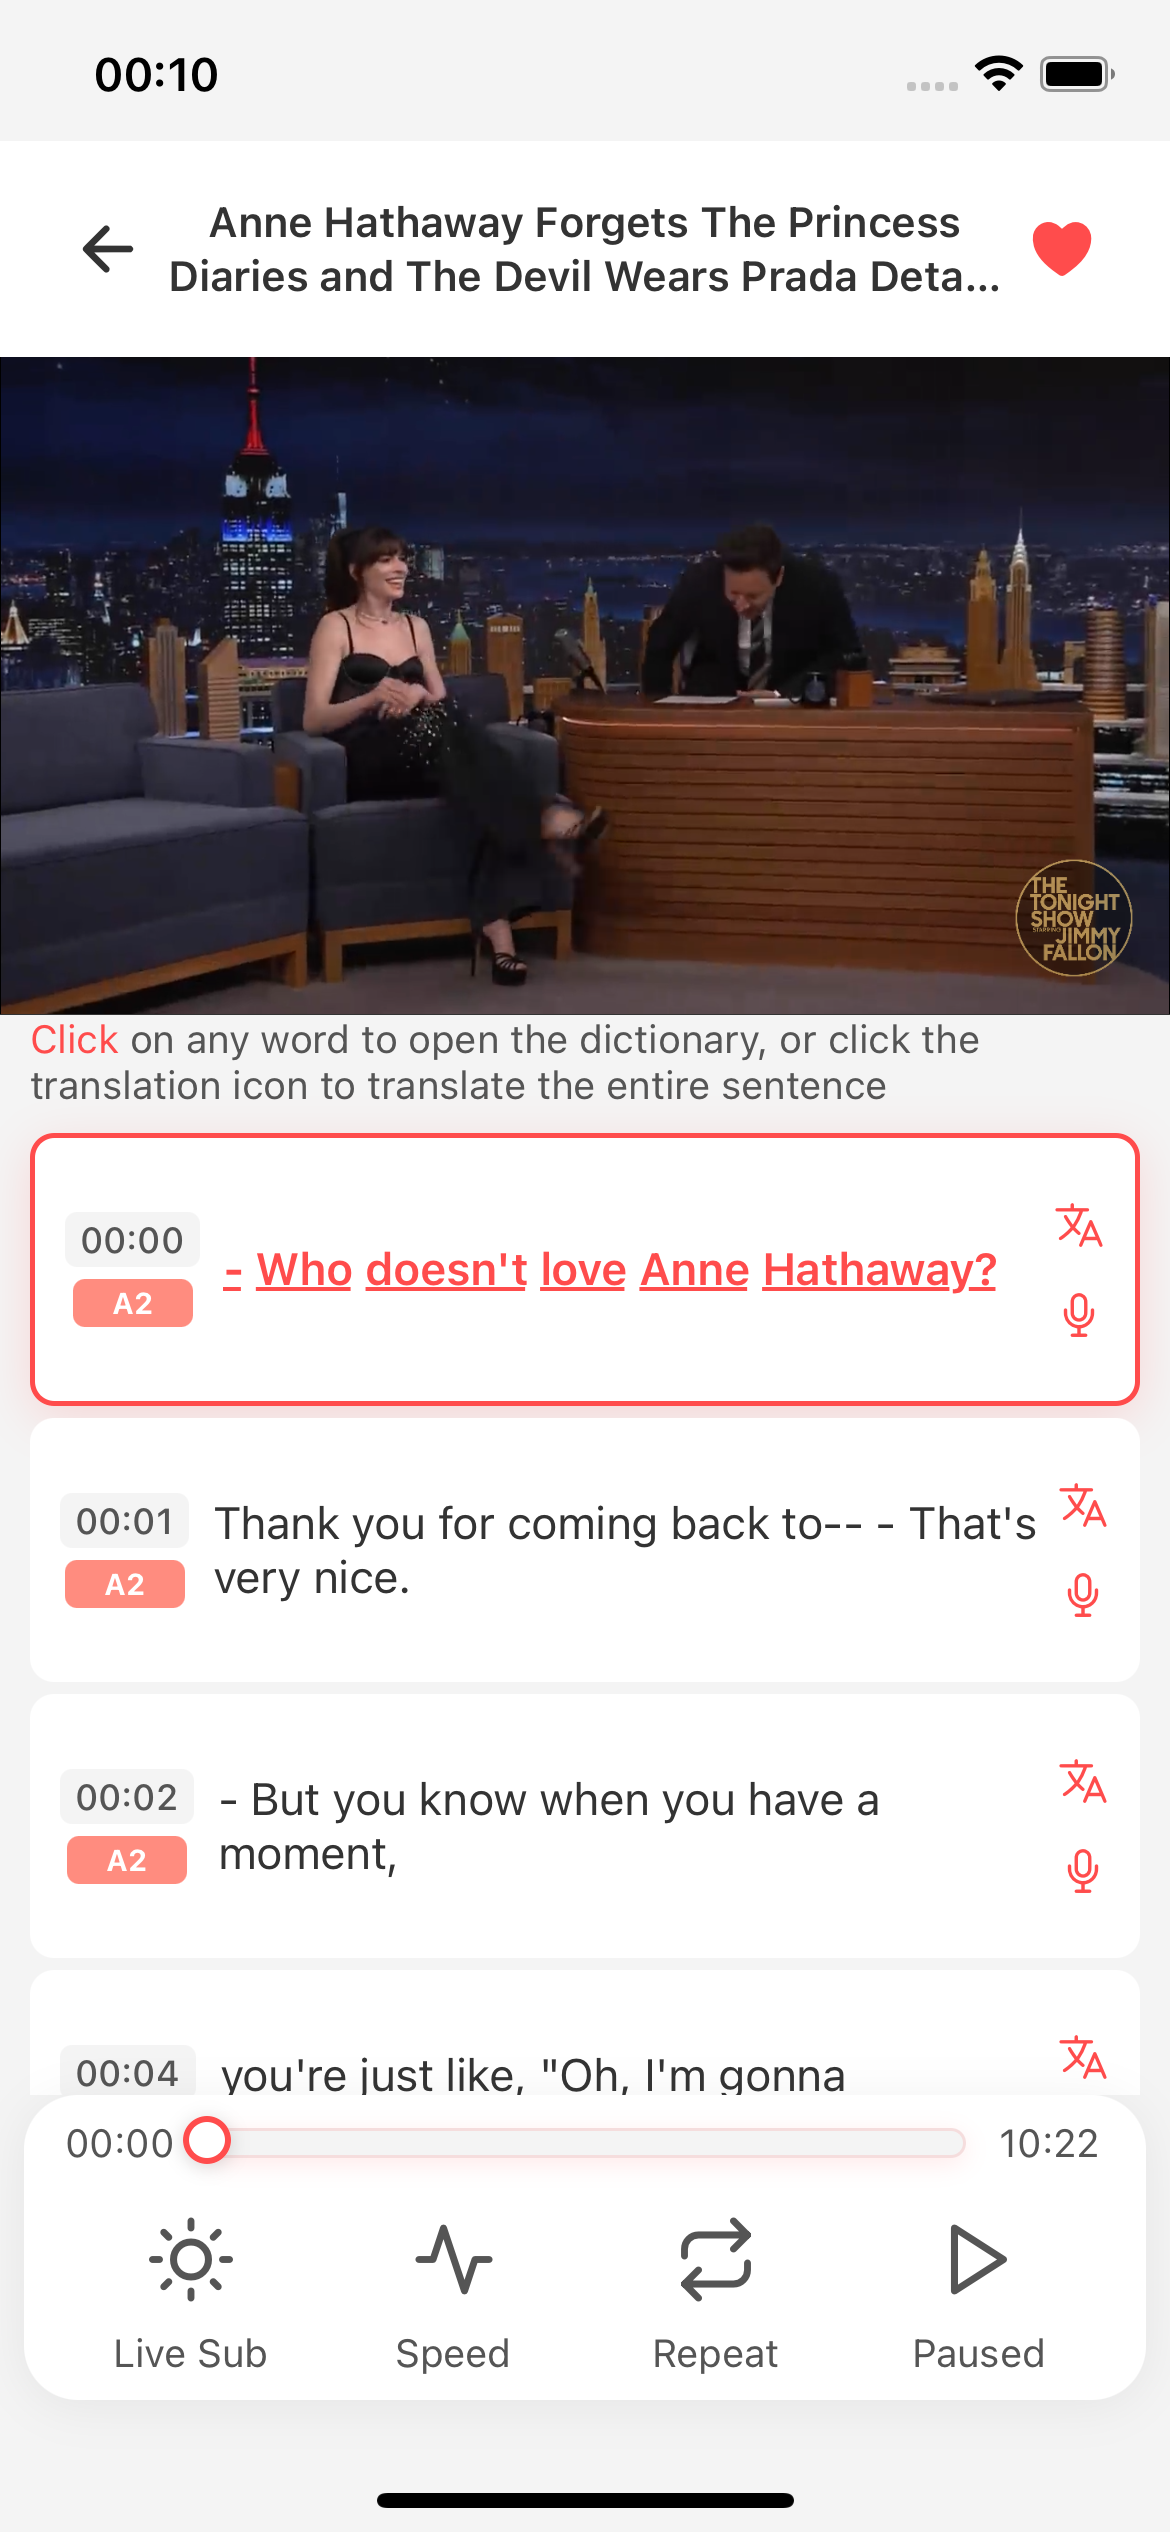 00:10
Anne Hathaway Forgets The Princess
Diaries and The Devil Wears Prada Deta...
THE
TONIGHT
SHOW
STARRING
JIMMY
FALLON
Click on any word to open the dictionary, or click the
translation icon to translate the entire sentence
00:00
A2
- Who doesn't love Anne Hathaway?
00:01
A2
Thank you for coming back to-- - That's
very nice.
00:02
A2
- But you know when you have a
moment,
00:04
you're just like, "Oh, I'm gonna
00:00
10:22
Live Sub
Speed
Repeat
Paused